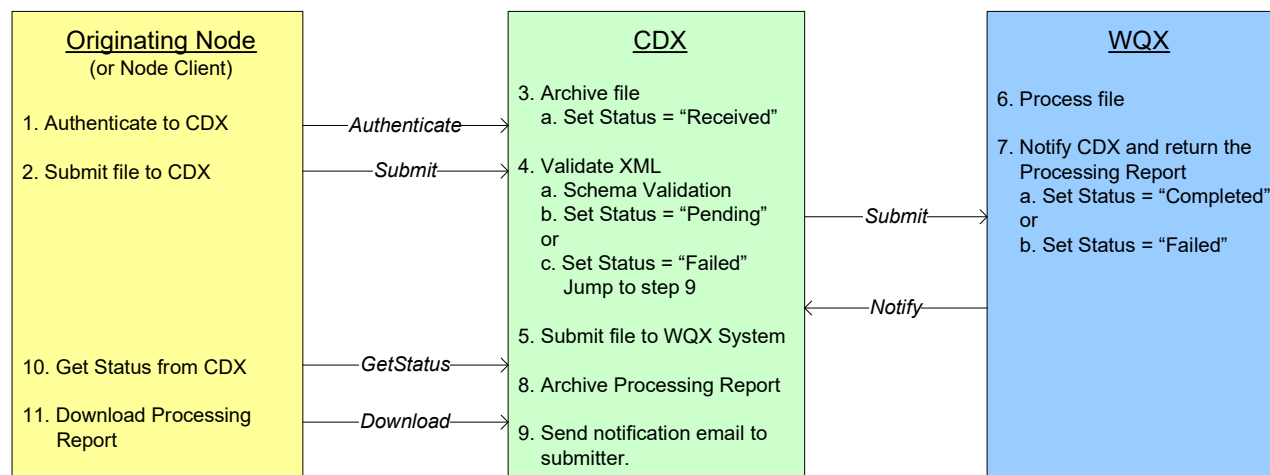 Originating Node
(or Node Client)
1. Authenticate to CDX
2. Submit file to CDX
10. Get Status from CDX
11. Download Processing
Report
Authenticate
Submit
GetStatus
Download
CDX
3. Archive file
a. Set Status = “Received”
4. Validate XML
a. Schema Validation
b. Set Status = “Pending”
or
c. Set Status = “Failed”
Jump to step 9
5. Submit file to WQX System
8. Archive Processing Report
9. Send notification email to
submitter.
Submit
Notify
WQX
6. Process file
7. Notify CDX and return the
Processing Report
a. Set Status = “Completed”
or
b. Set Status = “Failed”